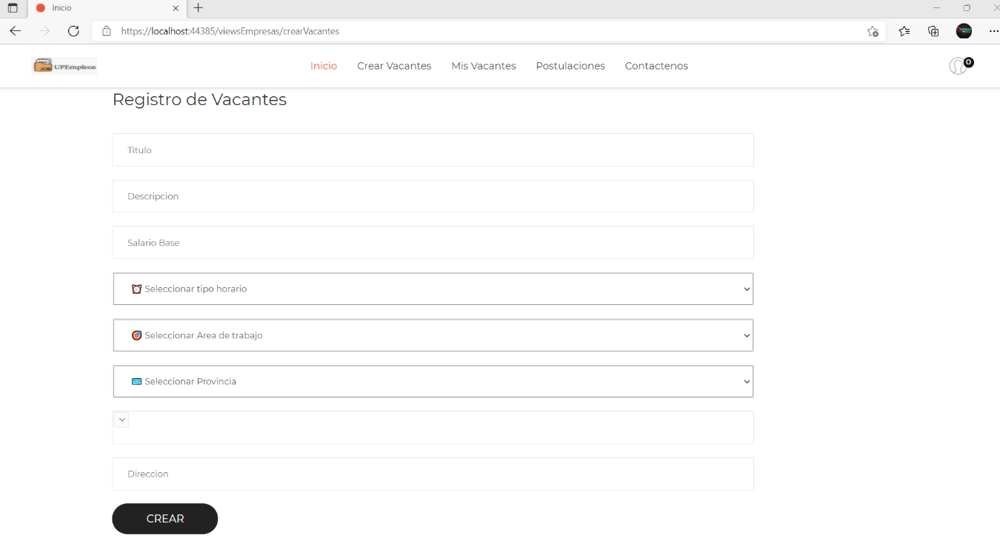 Inicio
https://localhost:44385/viewsEmpresas/crearVacantes
UPEmpleos
Inicio
Crear Vacantes
Mis Vacantes
Postulaciones
Contactenos
0
Registro de Vacantes
Titulo
Descripcion
Salario Base
Seleccionar tipo horario
Seleccionar Area de trabajo
Seleccionar Provincia
Direccion
CREAR